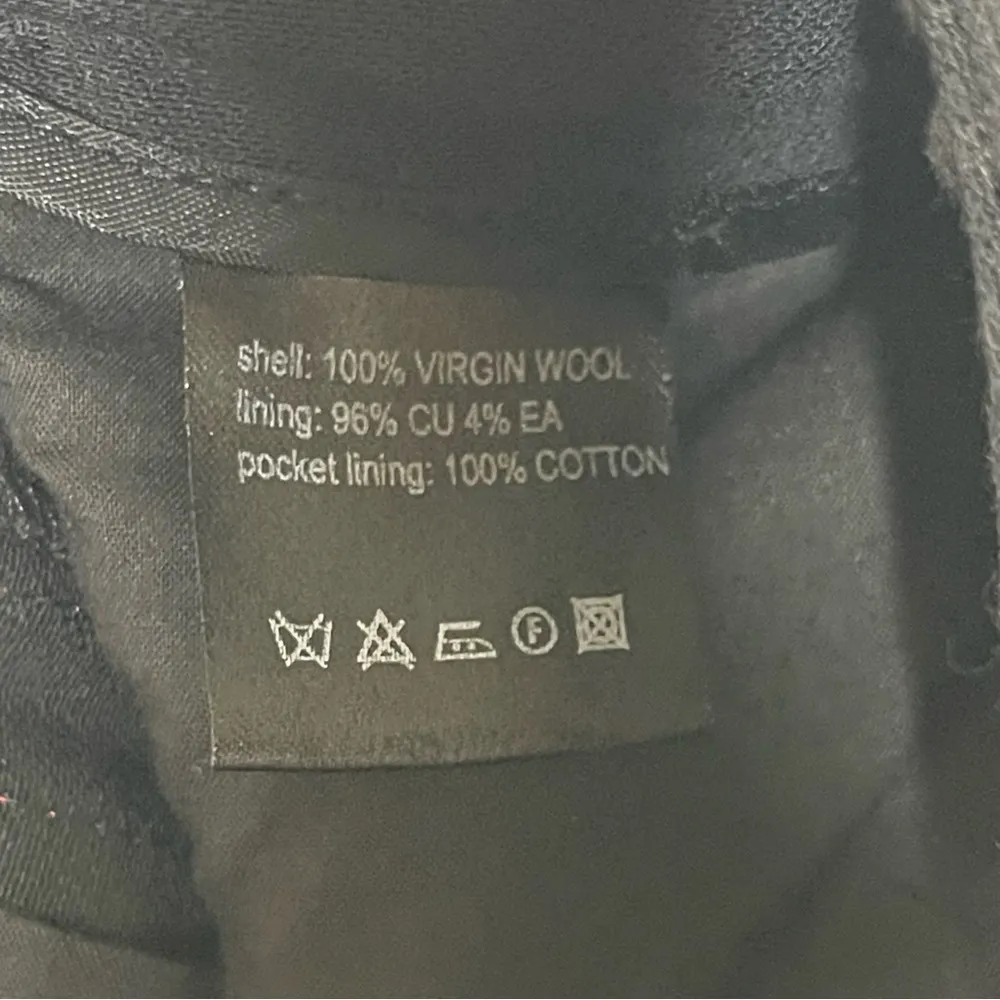 shell: 100% VIRGIN WOOL
lining: 96% CU 4% EA
pocket lining: 100% COTTON
F